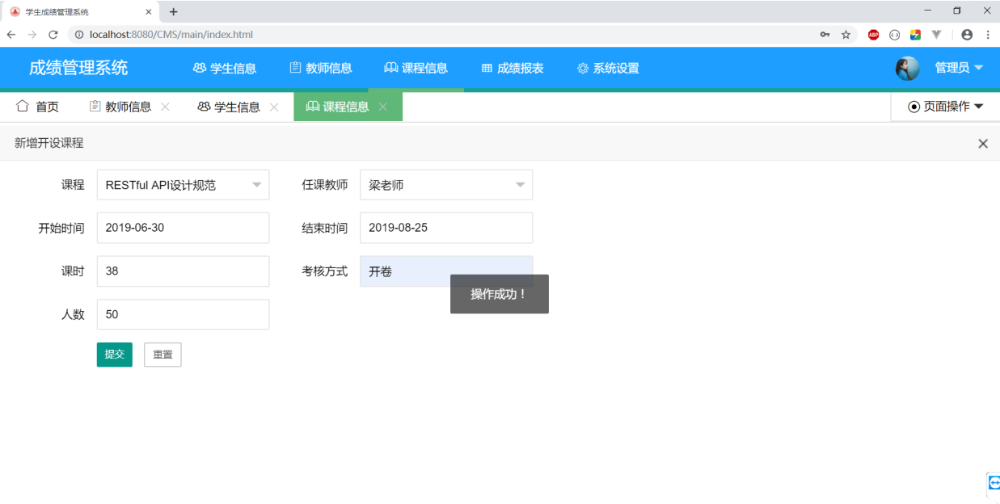 学生成绩管理系统
localhost:8080/CMS/main/index.html
ABP
成绩管理系统 学生信息 教师信息 课程信息 成绩报表 系统设置 管理员
首页 教师信息 学生信息 课程信息 页面操作
新增开设课程
课程 RESTful API设计规范 任课教师 梁老师
开始时间 2019-06-30 结束时间 2019-08-25
课时 38 考核方式 开卷
操作成功！
人数 50
提交 重置